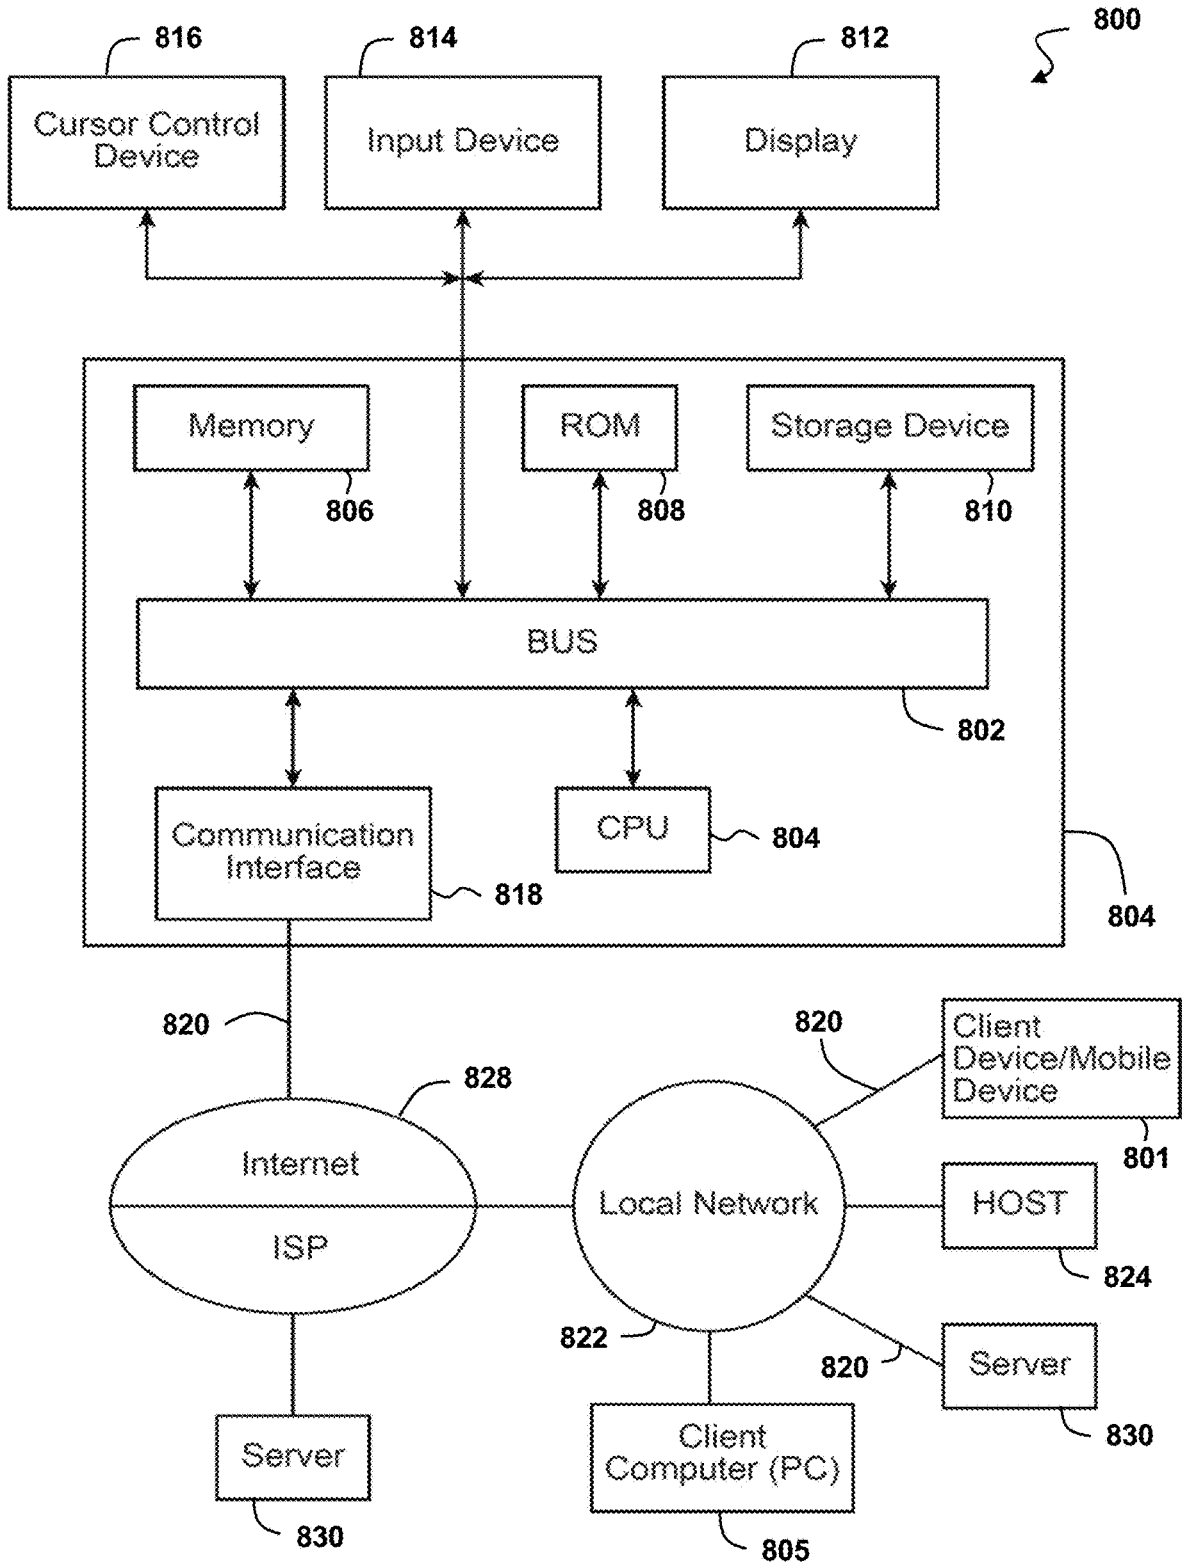 800
816
814
812
Cursor Control
Device
Input Device
Display
Memory
ROM
Storage Device
806
808
810
BUS
802
Communication
Interface
818
CPU
804
804
820
820
Client
Device/Mobile
Device
801
828
Internet
ISP
Local Network
HOST
824
822
820
Server
830
Server
830
Client
Computer (PC)
805